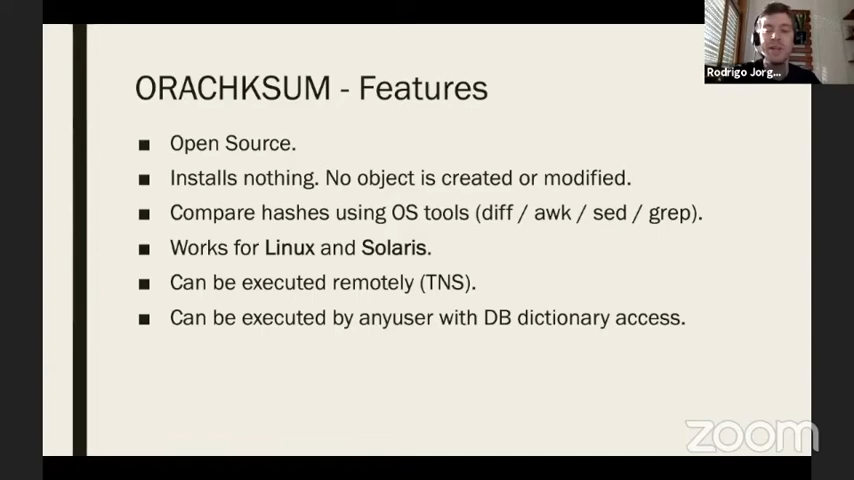 ORACHKSUM - Features
Rodrigo Jorg...
■ Open Source.
■ Installs nothing. No object is created or modified.
■ Compare hashes using OS tools (diff / awk / sed / grep).
■ Works for Linux and Solaris.
■ Can be executed remotely (TNS).
■ Can be executed by anyuser with DB dictionary access.
zoom